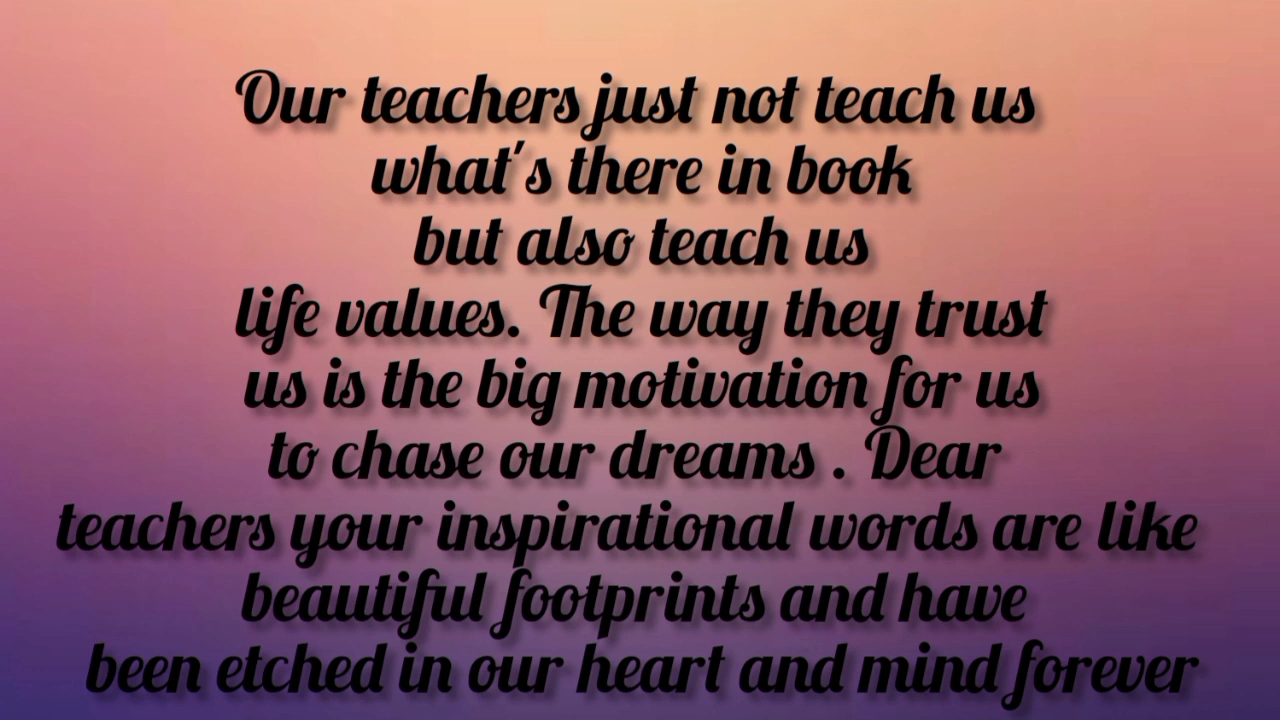 Our teachers just not teach us
what's there in book
but also teach us
life values. The way they trust
us is the big motivation for us
to chase our dreams . Dear
teachers your inspirational words are like
beautiful footprints and have
been etched in our heart and mind forever